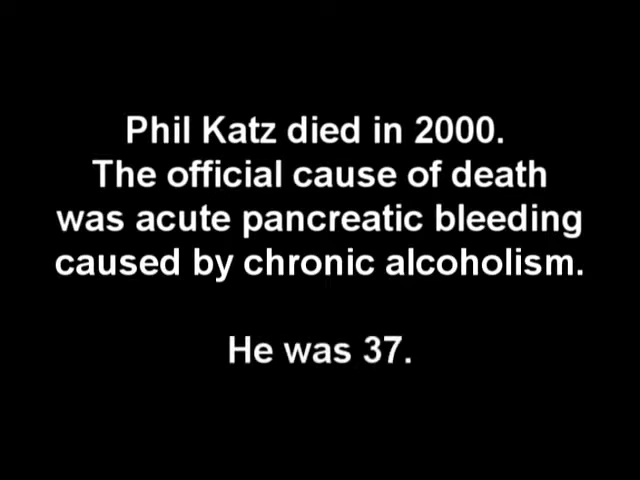 Phil Katz died in 2000.
The official cause of death
was acute pancreatic bleeding
caused by chronic alcoholism.
He was 37.